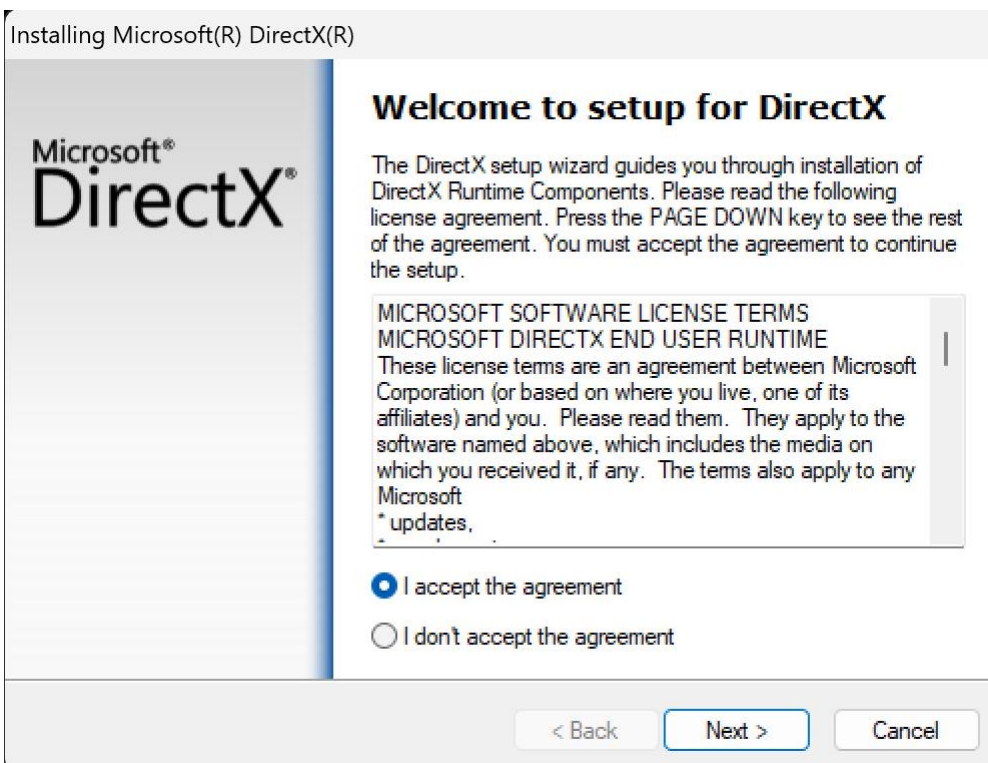 Installing Microsoft(R) DirectX(R)
Microsoft®
DirectX®
Welcome to setup for DirectX
The DirectX setup wizard guides you through installation of
DirectX Runtime Components. Please read the following
license agreement. Press the PAGE DOWN key to see the rest
of the agreement. You must accept the agreement to continue
the setup.
MICROSOFT SOFTWARE LICENSE TERMS
MICROSOFT DIRECTX END USER RUNTIME
These license terms are an agreement between Microsoft
Corporation (or based on where you live, one of its
affiliates) and you.  Please read them.  They apply to the
software named above, which includes the media on
which you received it, if any.  The terms also apply to any
Microsoft
* updates,
I accept the agreement
I don't accept the agreement
< Back
Next >
Cancel